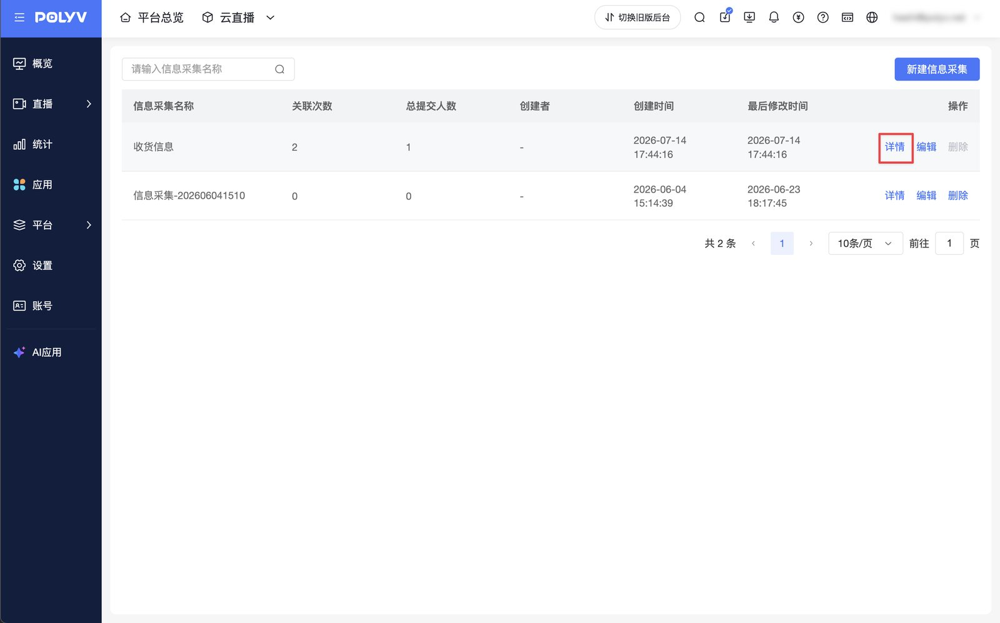 POLYV
平台总览
云直播
切换旧版后台
概览
直播
统计
应用
平台
设置
账号
AI应用
请输入信息采集名称
新建信息采集
信息采集名称 关联次数 总提交人数 创建者 创建时间 最后修改时间 操作
收货信息 2 1 - 2026-07-14 17:44:16 2026-07-14 17:44:16 详情 编辑 删除
信息采集-202606041510 0 0 - 2026-06-04 15:14:39 2026-06-23 18:17:45 详情 编辑 删除
共 2 条 1 10条/页 前往 1 页